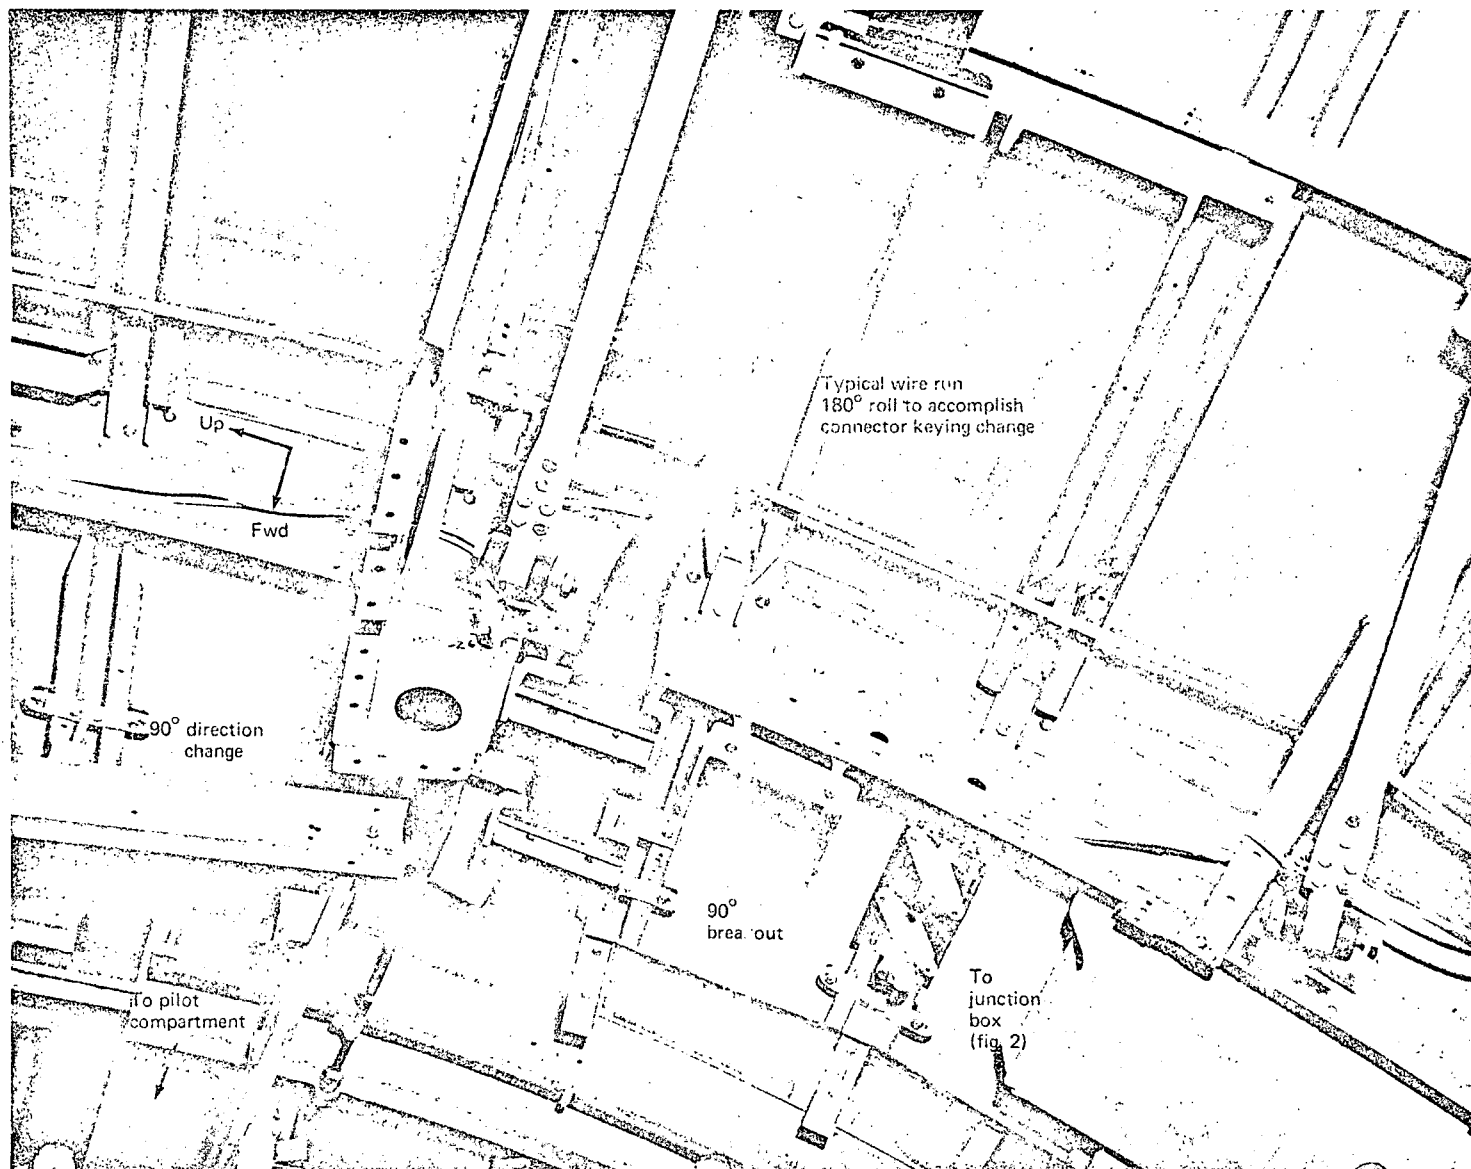 Typical wire run
180° roll to accomplish
connector keying change
Up
Fwd
90° direction
change
90°
breakout
To
junction
box
(fig. 2)
To pilot
compartment